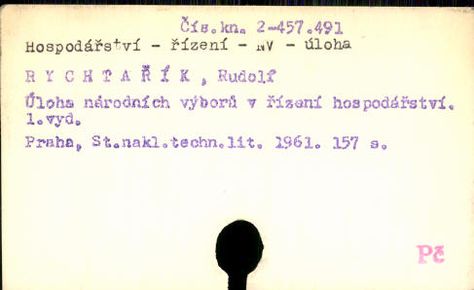 Čís.kn. 2-457.491
Hospodářství - řízení - NV - úloha
R Y C H T A Ř Í K , Rudolf
Úloha národních výborů v řízení hospodářství.
1.vyd.
Praha, St.nakl.techn.lit. 1961. 157 s.
Pč